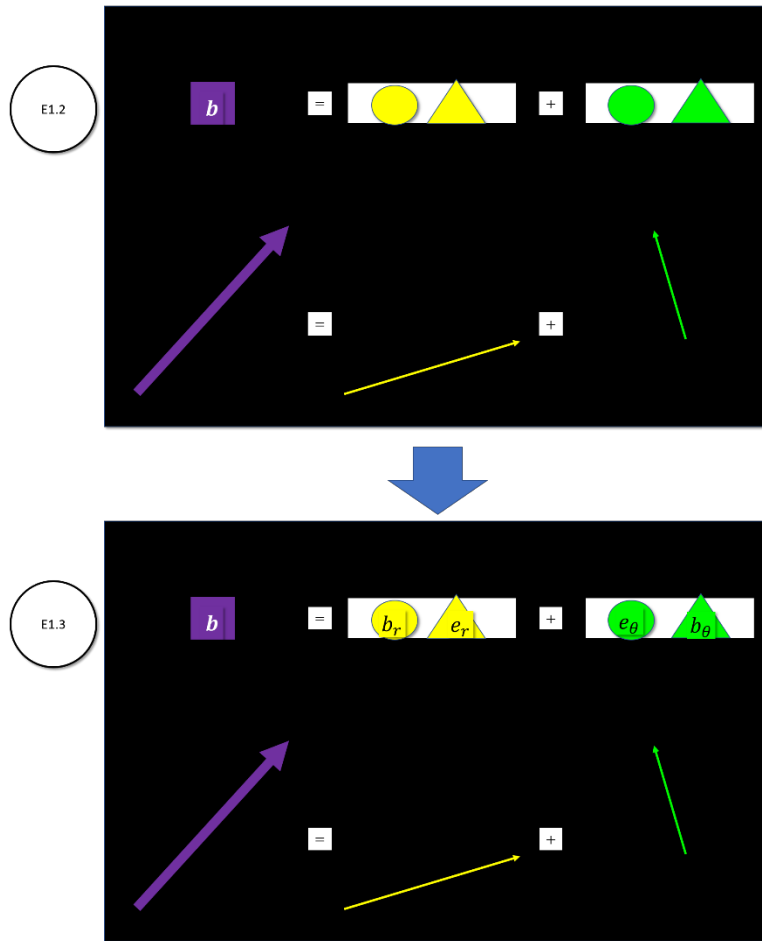 E1.2
b = +
= +
E1.3
b = b_r e_r + e_θ b_θ
= +